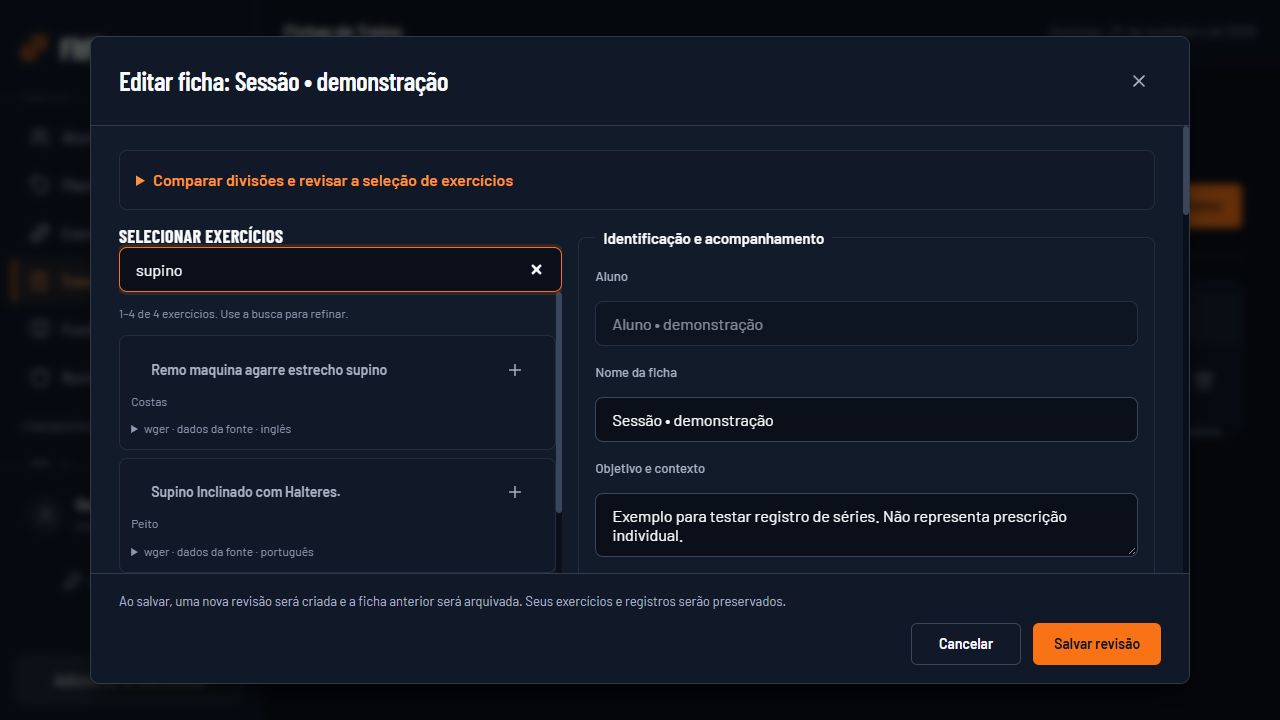 Editar ficha: Sessão • demonstração
Comparar divisões e revisar a seleção de exercícios
SELECIONAR EXERCÍCIOS
supino
1–4 de 4 exercícios. Use a busca para refinar.
Remo maquina agarre estrecho supino
Costas
wger · dados da fonte · inglês
Supino Inclinado com Halteres.
Peito
wger · dados da fonte · português
Identificação e acompanhamento
Aluno
Aluno • demonstração
Nome da ficha
Sessão • demonstração
Objetivo e contexto
Exemplo para testar registro de séries. Não representa prescrição
individual.
Ao salvar, uma nova revisão será criada e a ficha anterior será arquivada. Seus exercícios e registros serão preservados.
Cancelar
Salvar revisão